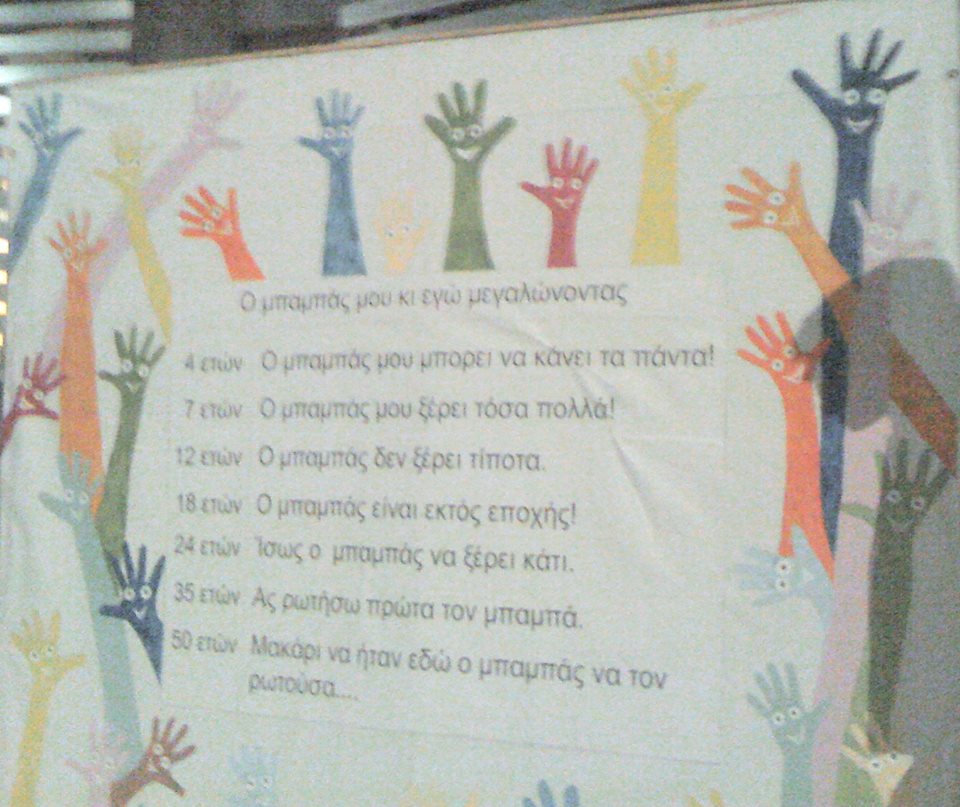 Ο μπαμπάς μου κι εγώ μεγαλώνοντας
4 ετών Ο μπαμπάς μου μπορει να κάνει τα πάντα!
7 ετών Ο μπαμπάς μου ξέρει τόσα πολλά!
12 ετών Ο μπαμπάς δεν ξέρει τίποτα.
18 ετών Ο μπαμπάς είναι εκτός εποχής!
24 ετών Ίσως ο μπαμπάς να ξέρει κάτι.
35 ετών Ας ρωτήσω πρώτα τον μπαμπά.
50 ετών Μακάρι να ήταν εδώ ο μπαμπάς να τον
ρωτούσα....